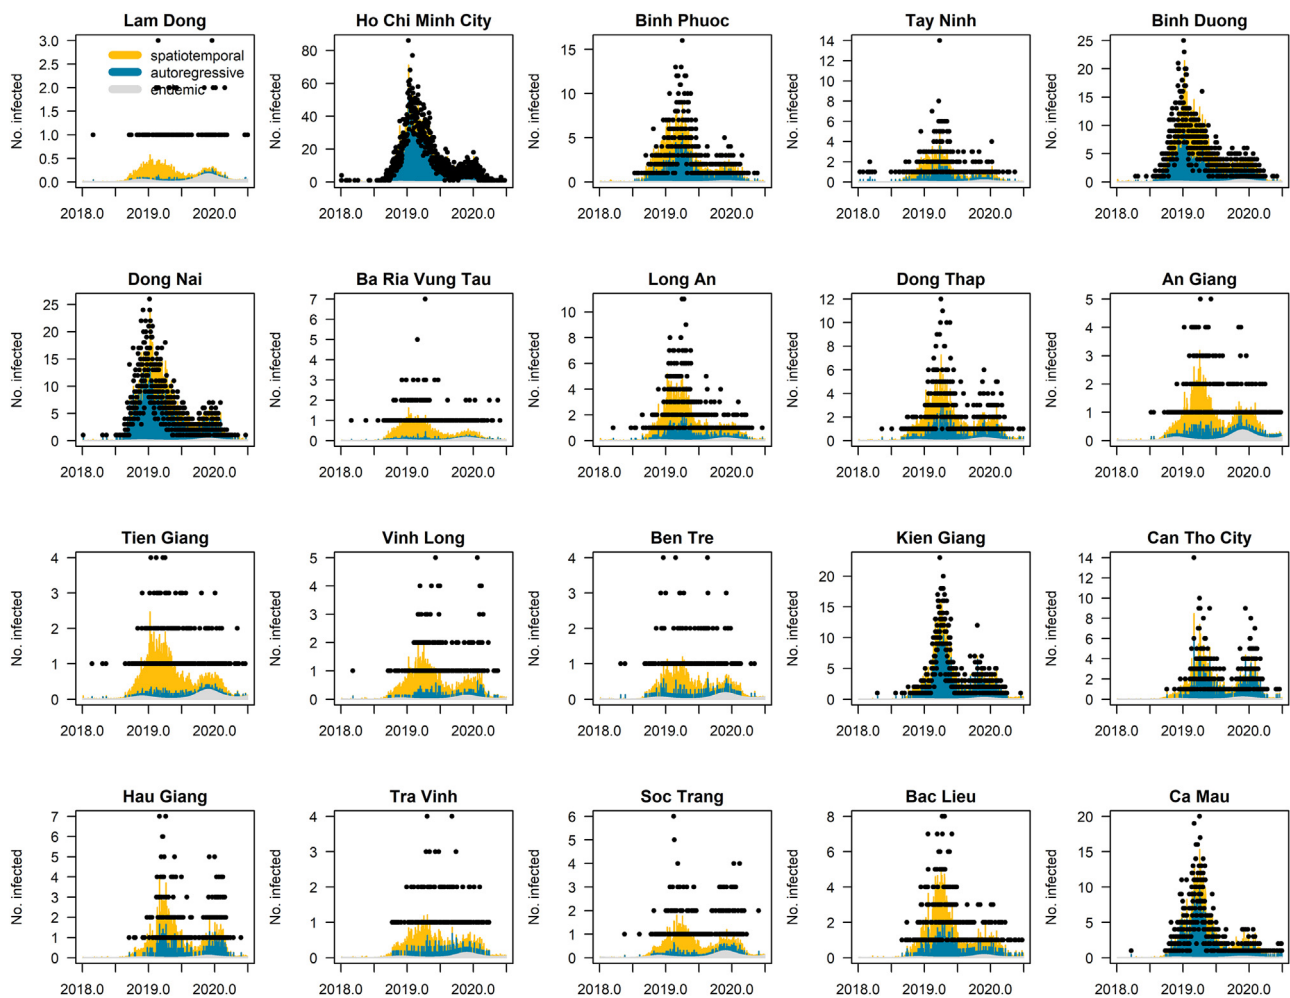 Lam Dong
Ho Chi Minh City
Binh Phuoc
Tay Ninh
Binh Duong
No. infected
3.0
2.5
2.0
1.5
1.0
0.5
0.0
spatiotemporal
autoregressive
endemic
2018.0 2019.0 2020.0
No. infected
80
60
40
20
0
2018.0 2019.0 2020.0
No. infected
15
10
5
0
2018.0 2019.0 2020.0
No. infected
14
12
10
8
6
4
2
0
2018.0 2019.0 2020.0
No. infected
25
20
15
10
5
0
2018.0 2019.0 2020.0
Dong Nai
Ba Ria Vung Tau
Long An
Dong Thap
An Giang
No. infected
25
20
15
10
5
0
2018.0 2019.0 2020.0
No. infected
7
6
5
4
3
2
1
0
2018.0 2019.0 2020.0
No. infected
10
8
6
4
2
0
2018.0 2019.0 2020.0
No. infected
12
10
8
6
4
2
0
2018.0 2019.0 2020.0
No. infected
5
4
3
2
1
0
2018.0 2019.0 2020.0
Tien Giang
Vinh Long
Ben Tre
Kien Giang
Can Tho City
No. infected
4
3
2
1
0
2018.0 2019.0 2020.0
No. infected
5
4
3
2
1
0
2018.0 2019.0 2020.0
No. infected
4
3
2
1
0
2018.0 2019.0 2020.0
No. infected
20
15
10
5
0
2018.0 2019.0 2020.0
No. infected
14
12
10
8
6
4
2
0
2018.0 2019.0 2020.0
Hau Giang
Tra Vinh
Soc Trang
Bac Lieu
Ca Mau
No. infected
7
6
5
4
3
2
1
0
2018.0 2019.0 2020.0
No. infected
4
3
2
1
0
2018.0 2019.0 2020.0
No. infected
6
5
4
3
2
1
0
2018.0 2019.0 2020.0
No. infected
8
6
4
2
0
2018.0 2019.0 2020.0
No. infected
20
15
10
5
0
2018.0 2019.0 2020.0